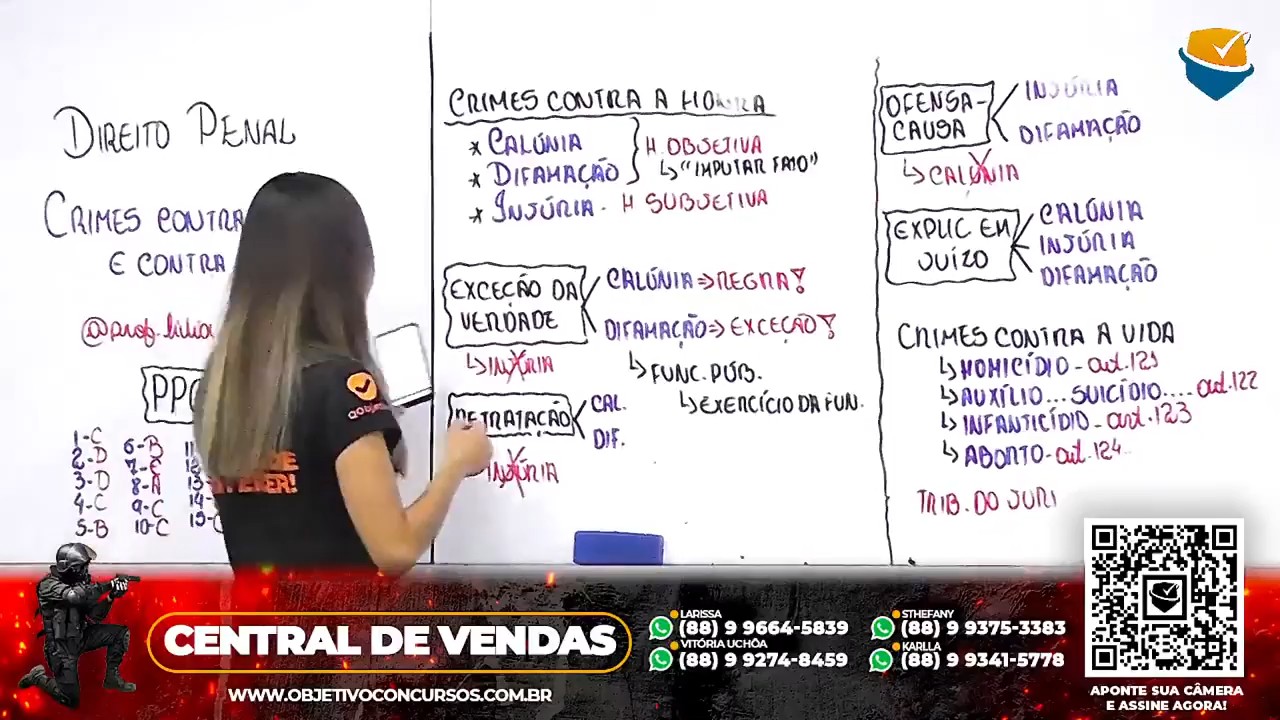 DIREITO PENAL
CRIMES CONTRA
E CONTRA
@prof.lilia
1-C
2-D
3-D
4-C
5-B
6-B
7-E
8-A
9-C
10-C
CRIMES CONTRA A HONRA
* CALÚNIA
* DIFAMAÇÃO
H. OBJETIVA
↳ "IMPUTAR FATO"
* INJÚRIA - H SUBJETIVA
EXCEÇÃO DA
VERDADE
CALÚNIA ⇒ REGRA!
DIFAMAÇÃO ⇒ EXCEÇÃO!
↳ INJÚRIA
↳ FUNC. PÚB.
↳ EXERCÍCIO DA FUN.
RETRATAÇÃO
CAL.
DIF.
INJÚRIA
OFENSA-
CAUSA
INJÚRIA
DIFAMAÇÃO
↳ CALÚNIA
EXPLIC EM
JUÍZO
CALÚNIA
INJÚRIA
DIFAMAÇÃO
CRIMES CONTRA A VIDA
↳ HOMICÍDIO - art.121
↳ AUXÍLIO... SUICÍDIO.... art.122
↳ INFANTICÍDIO - art.123
↳ ABORTO - art.124
TRIB. DO JURI
CENTRAL DE VENDAS
WWW.OBJETIVOCONCURSOS.COM.BR
LARISSA
(88) 9 9664-5839
VITÓRIA UCHÔA
(88) 9 9274-8459
STHEFANY
(88) 9 9375-3383
KARLLA
(88) 9 9341-5778
APONTE SUA CÂMERA
E ASSINE AGORA!